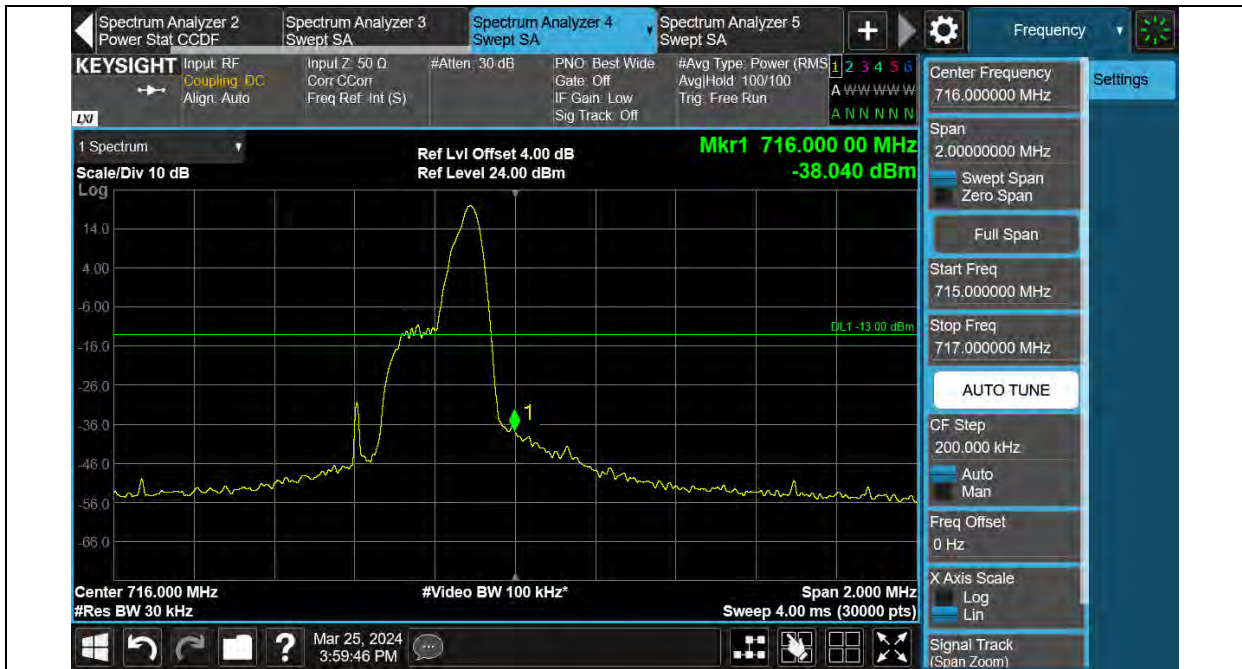 Spectrum Analyzer 2
Power Stat CCDF
Spectrum Analyzer 3
Swept SA
Spectrum Analyzer 4
Swept SA
Spectrum Analyzer 5
Swept SA
+
Frequency
KEYSIGHT
LXI
Input: RF
Coupling: DC
Align: Auto
Input Z: 50 Ω
Corr CCorr
Freq Ref: Int (S)
#Atten: 30 dB
PNO: Best Wide
Gate: Off
IF Gain: Low
Sig Track: Off
#Avg Type: Power (RMS
Avg|Hold: 100/100
Trig: Free Run
1 2 3 4 5 6
A W W W W W
A N N N N N
Center Frequency
716.000000 MHz
Settings
Span
2.00000000 MHz
Swept Span
Zero Span
Full Span
Start Freq
715.000000 MHz
Stop Freq
717.000000 MHz
AUTO TUNE
CF Step
200.000 kHz
Auto
Man
Freq Offset
0 Hz
X Axis Scale
Log
Lin
Signal Track
(Span Zoom)
1 Spectrum
Scale/Div 10 dB
Ref Lvl Offset 4.00 dB
Ref Level 24.00 dBm
Mkr1 716.000 00 MHz
-38.040 dBm
Log
14.0
4.00
-6.00
DL1 -13.00 dBm
-16.0
-26.0
-36.0
1
-46.0
-56.0
-66.0
Center 716.000 MHz
#Video BW 100 kHz*
Span 2.000 MHz
#Res BW 30 kHz
Sweep 4.00 ms (30000 pts)
?
Mar 25, 2024
3:59:46 PM